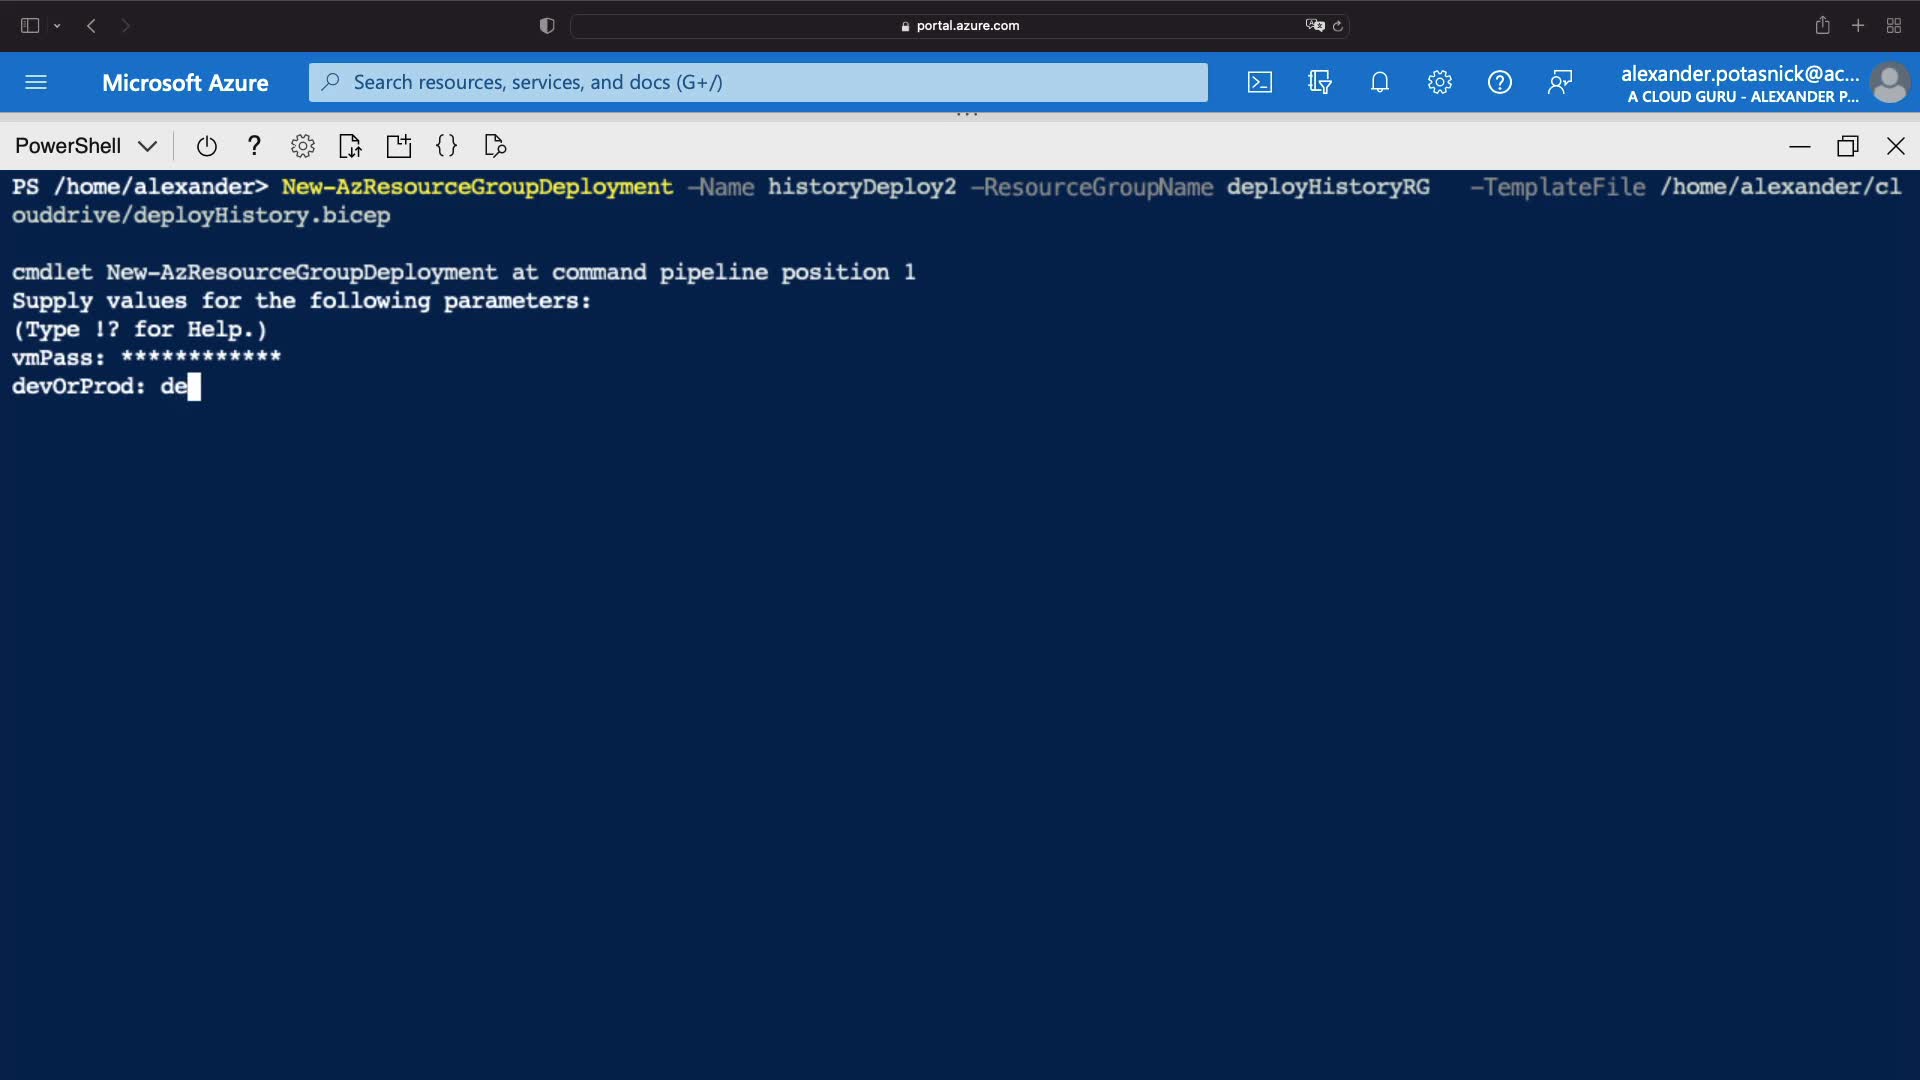 portal.azure.com
Microsoft Azure
Search resources, services, and docs (G+/)
alexander.potasnick@ac...
A CLOUD GURU - ALEXANDER P...
PowerShell
PS /home/alexander> New-AzResourceGroupDeployment -Name historyDeploy2 -ResourceGroupName deployHistoryRG   -TemplateFile /home/alexander/cl
ouddrive/deployHistory.bicep
cmdlet New-AzResourceGroupDeployment at command pipeline position 1
Supply values for the following parameters:
(Type !? for Help.)
vmPass: ************
devOrProd: de